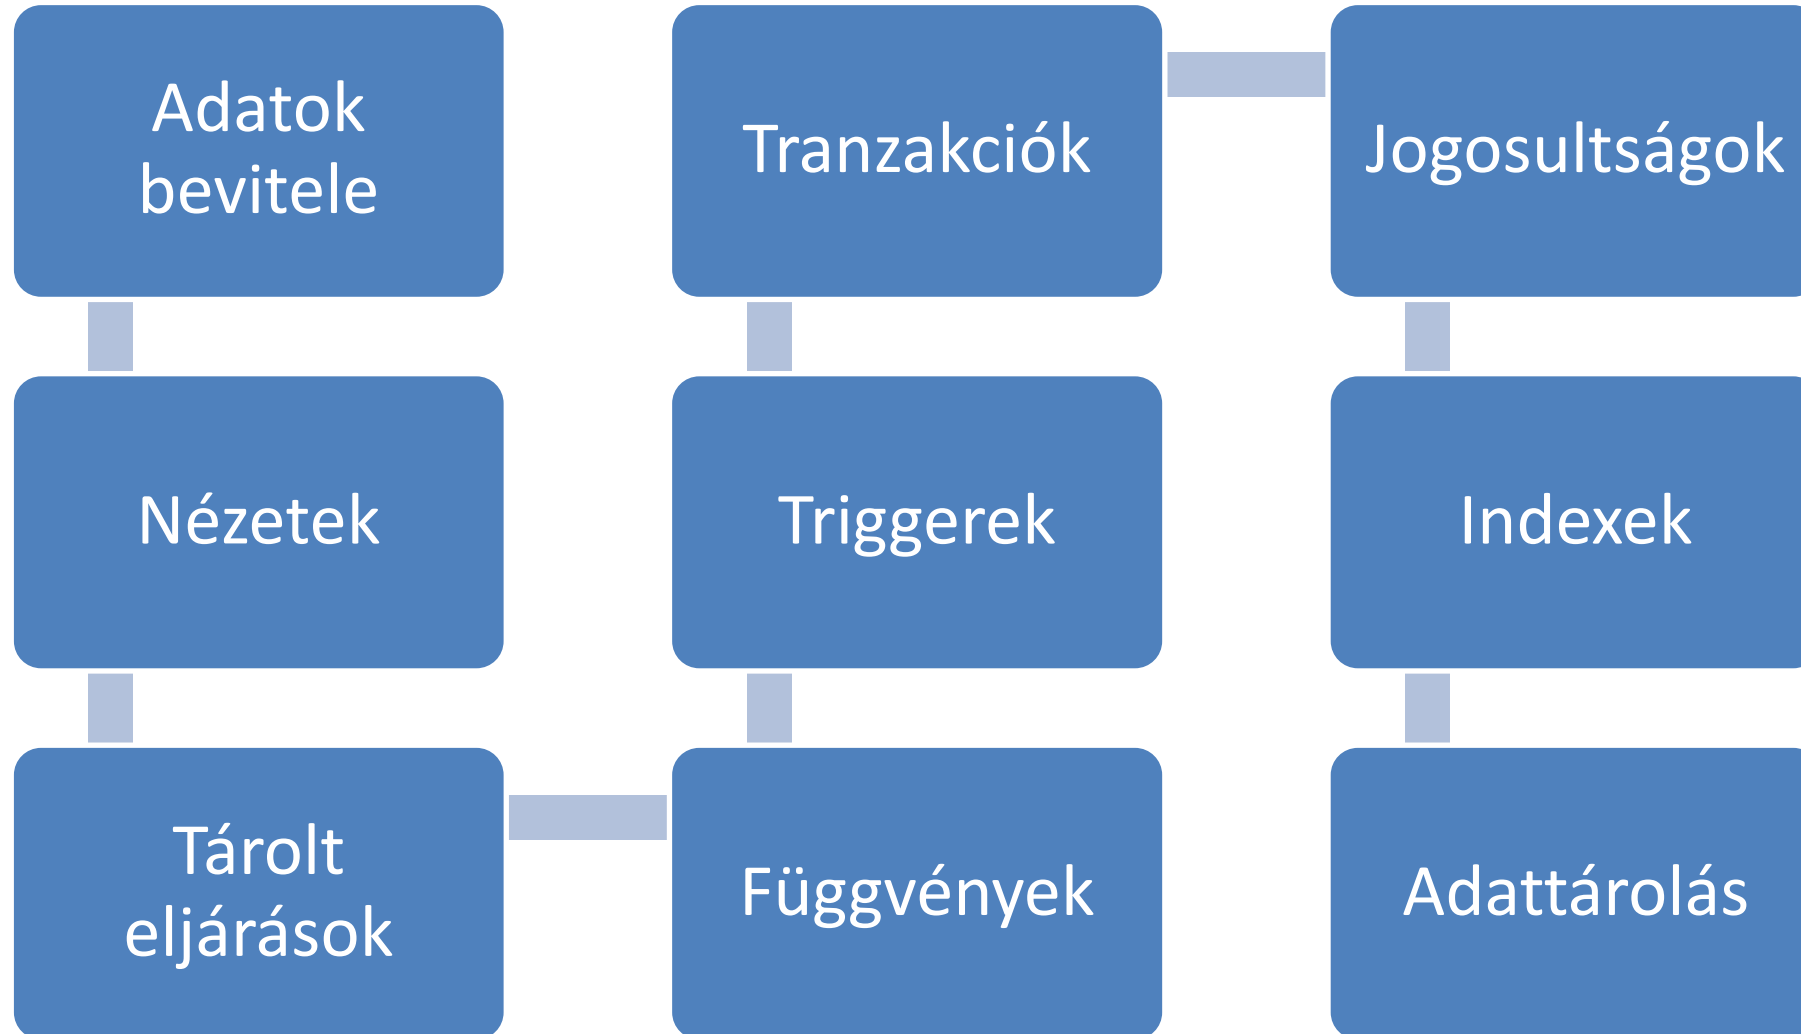 Adatok
bevitele
Nézetek
Tárolt
eljárások
Függvények
Triggerek
Tranzakciók
Jogosultságok
Indexek
Adattárolás